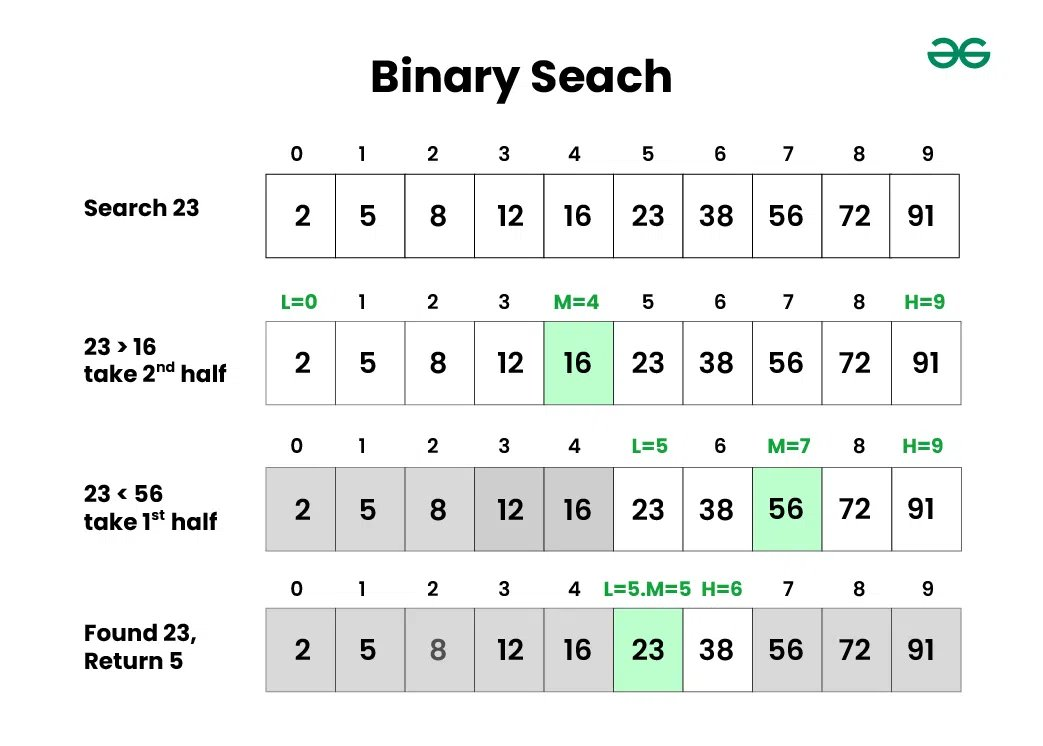 Binary Seach
0 1 2 3 4 5 6 7 8 9
Search 23
2 5 8 12 16 23 38 56 72 91
L=0 1 2 3 M=4 5 6 7 8 H=9
23 > 16
take 2nd half
2 5 8 12 16 23 38 56 72 91
0 1 2 3 4 L=5 6 M=7 8 H=9
23 < 56
take 1st half
2 5 8 12 16 23 38 56 72 91
0 1 2 3 4 L=5.M=5 H=6 7 8 9
Found 23,
Return 5
2 5 8 12 16 23 38 56 72 91